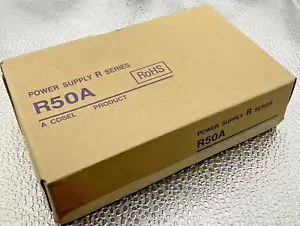 POWER SUPPLY R SERIES
R50A
A COSEL PRODUCT
RoHS
POWER SUPPLY R SERIES
R50A